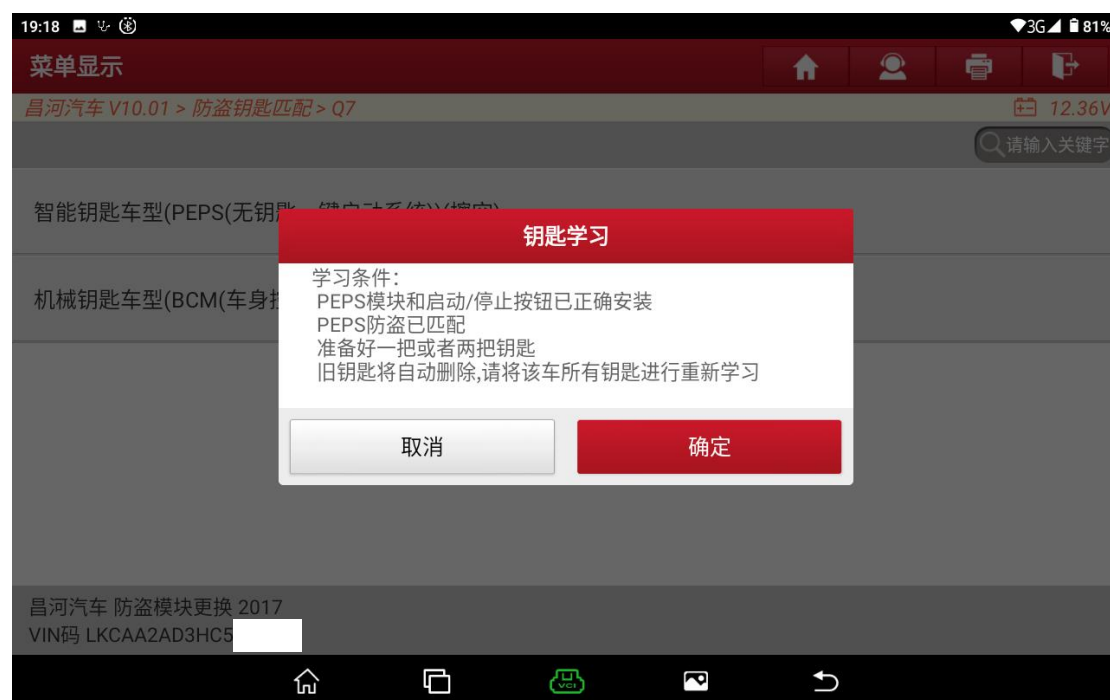 19:18
3G 81%
菜单显示
昌河汽车 V10.01 > 防盗钥匙匹配 > Q7
12.36V
请输入关键字
智能钥匙车型(PEPS(无钥匙
钥匙学习
学习条件：
PEPS模块和启动/停止按钮已正确安装
PEPS防盗已匹配
准备好一把或者两把钥匙
旧钥匙将自动删除,请将该车所有钥匙进行重新学习
机械钥匙车型(BCM(车身
取消
确定
昌河汽车 防盗模块更换 2017
VIN码 LKCAA2AD3HC5
VCI